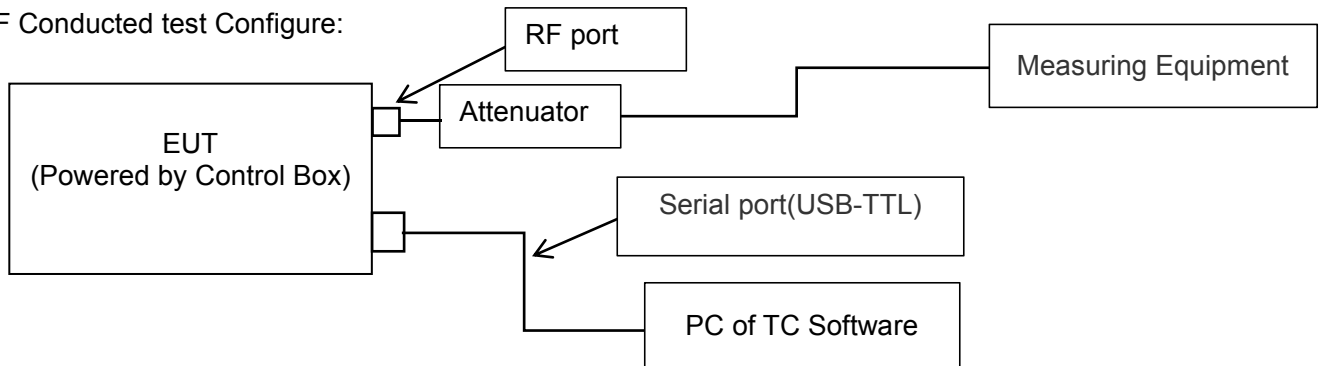 Conducted test Configure:
RF port
Measuring Equipment
Attenuator
EUT
(Powered by Control Box)
Serial port(USB-TTL)
PC of TC Software